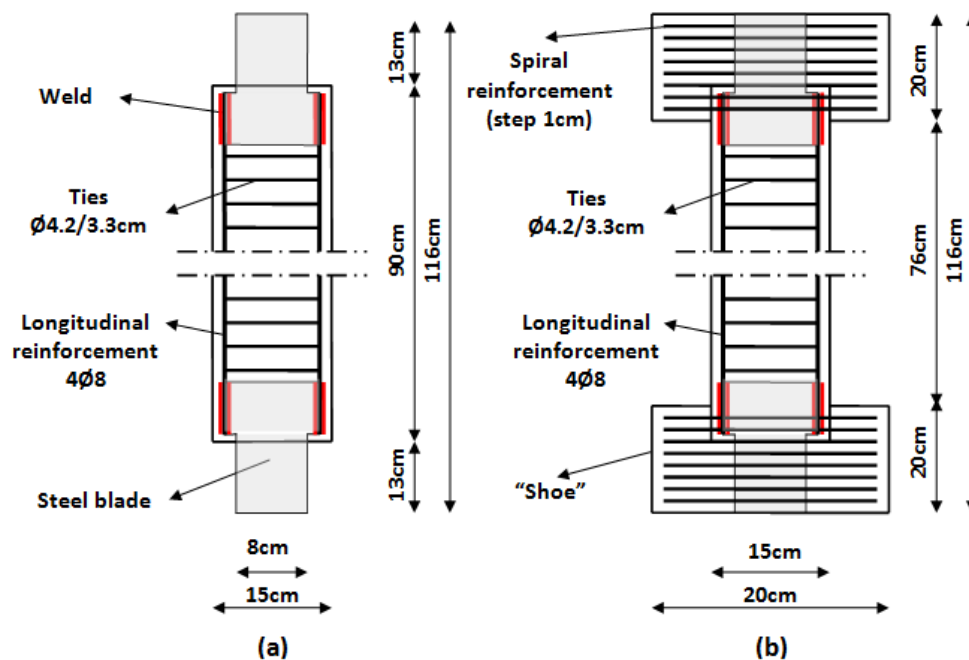 Weld
Ties
Ø4.2/3.3cm
Longitudinal
reinforcement
4Ø8
Steel blade
13cm
90cm
13cm
116cm
8cm
15cm
(a)
Spiral
reinforcement
(step 1cm)
Ties
Ø4.2/3.3cm
Longitudinal
reinforcement
4Ø8
“Shoe”
20cm
76cm
20cm
116cm
15cm
20cm
(b)